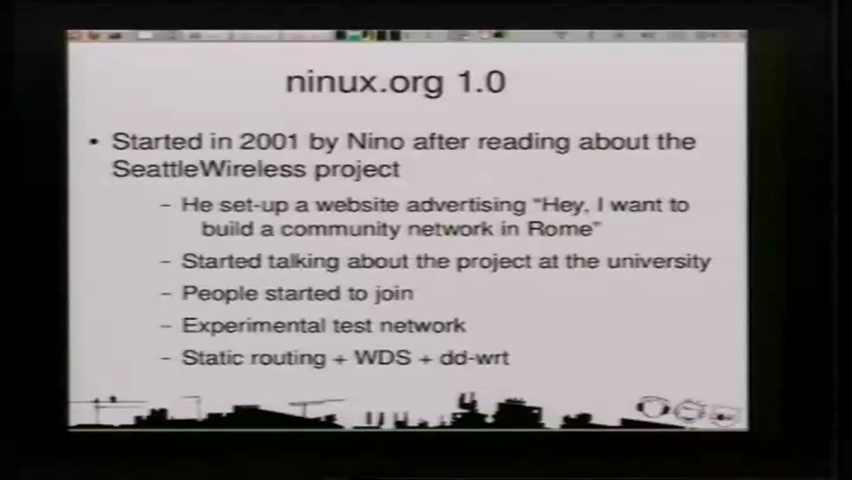 ninux.org 1.0
• Started in 2001 by Nino after reading about the
SeattleWireless project
– He set-up a website advertising “Hey, I want to
build a community network in Rome”
– Started talking about the project at the university
– People started to join
– Experimental test network
– Static routing + WDS + dd-wrt